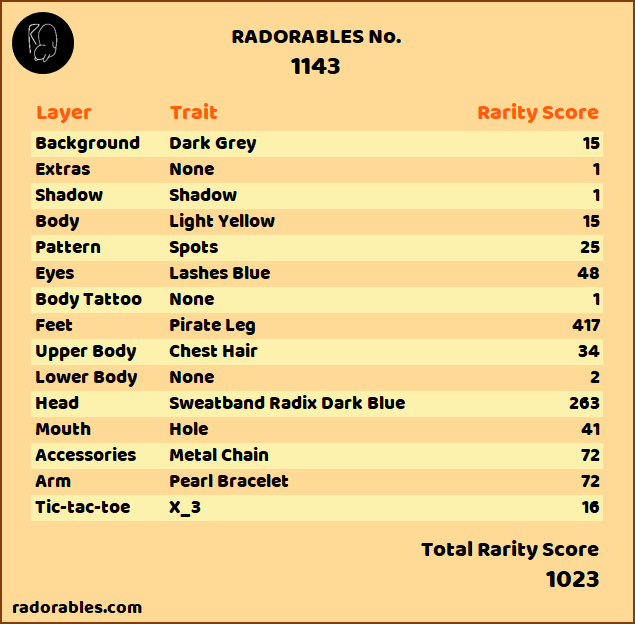 RADORABLES No.
1143
Layer Trait Rarity Score
Background Dark Grey 15
Extras None 1
Shadow Shadow 1
Body Light Yellow 15
Pattern Spots 25
Eyes Lashes Blue 48
Body Tattoo None 1
Feet Pirate Leg 417
Upper Body Chest Hair 34
Lower Body None 2
Head Sweatband Radix Dark Blue 263
Mouth Hole 41
Accessories Metal Chain 72
Arm Pearl Bracelet 72
Tic-tac-toe X_3 16
Total Rarity Score
1023
radorables.com